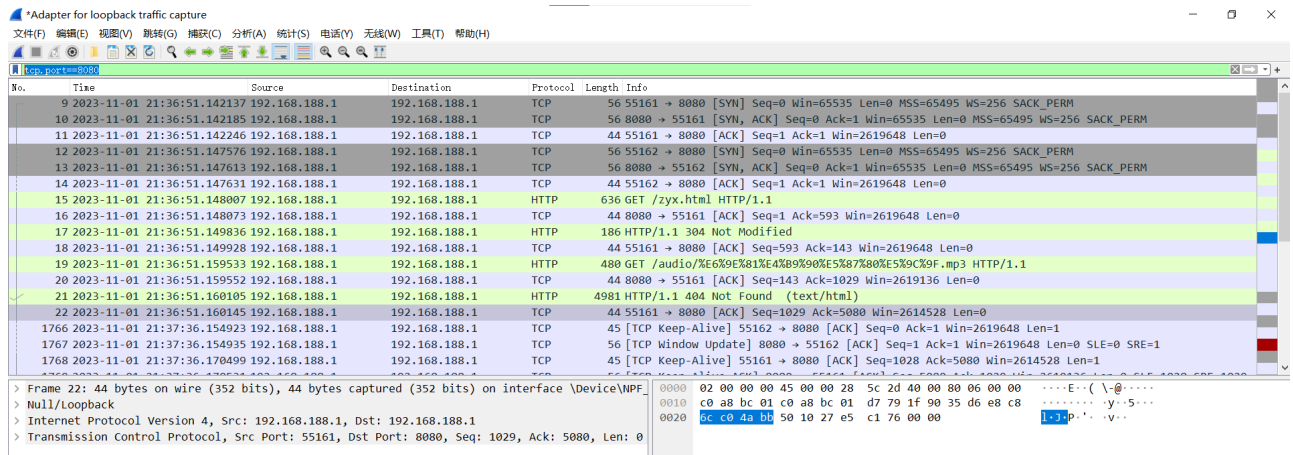 *Adapter for loopback traffic capture
文件(F) 编辑(E) 视图(V) 跳转(G) 捕获(C) 分析(A) 统计(S) 电话(Y) 无线(W) 工具(T) 帮助(H)
tcp.port==8080
No. Time Source Destination Protocol Length Info
9 2023-11-01 21:36:51.142137 192.168.188.1 192.168.188.1 TCP 56 55161 → 8080 [SYN] Seq=0 Win=65535 Len=0 MSS=65495 WS=256 SACK_PERM
10 2023-11-01 21:36:51.142185 192.168.188.1 192.168.188.1 TCP 56 8080 → 55161 [SYN, ACK] Seq=0 Ack=1 Win=65535 Len=0 MSS=65495 WS=256 SACK_PERM
11 2023-11-01 21:36:51.142246 192.168.188.1 192.168.188.1 TCP 44 55161 → 8080 [ACK] Seq=1 Ack=1 Win=2619648 Len=0
12 2023-11-01 21:36:51.147576 192.168.188.1 192.168.188.1 TCP 56 55162 → 8080 [SYN] Seq=0 Win=65535 Len=0 MSS=65495 WS=256 SACK_PERM
13 2023-11-01 21:36:51.147613 192.168.188.1 192.168.188.1 TCP 56 8080 → 55162 [SYN, ACK] Seq=0 Ack=1 Win=65535 Len=0 MSS=65495 WS=256 SACK_PERM
14 2023-11-01 21:36:51.147631 192.168.188.1 192.168.188.1 TCP 44 55162 → 8080 [ACK] Seq=1 Ack=1 Win=2619648 Len=0
15 2023-11-01 21:36:51.148007 192.168.188.1 192.168.188.1 HTTP 636 GET /zyx.html HTTP/1.1
16 2023-11-01 21:36:51.148073 192.168.188.1 192.168.188.1 TCP 44 8080 → 55161 [ACK] Seq=1 Ack=593 Win=2619648 Len=0
17 2023-11-01 21:36:51.149836 192.168.188.1 192.168.188.1 HTTP 186 HTTP/1.1 304 Not Modified
18 2023-11-01 21:36:51.149928 192.168.188.1 192.168.188.1 TCP 44 55161 → 8080 [ACK] Seq=593 Ack=143 Win=2619648 Len=0
19 2023-11-01 21:36:51.159533 192.168.188.1 192.168.188.1 HTTP 480 GET /audio/%E6%9E%81%E4%B9%90%E5%87%80%E5%9C%9F.mp3 HTTP/1.1
20 2023-11-01 21:36:51.159552 192.168.188.1 192.168.188.1 TCP 44 8080 → 55161 [ACK] Seq=143 Ack=1029 Win=2619136 Len=0
21 2023-11-01 21:36:51.160105 192.168.188.1 192.168.188.1 HTTP 4981 HTTP/1.1 404 Not Found (text/html)
22 2023-11-01 21:36:51.160145 192.168.188.1 192.168.188.1 TCP 44 55161 → 8080 [ACK] Seq=1029 Ack=5080 Win=2614528 Len=0
1766 2023-11-01 21:37:36.154923 192.168.188.1 192.168.188.1 TCP 45 [TCP Keep-Alive] 55162 → 8080 [ACK] Seq=0 Ack=1 Win=2619648 Len=1
1767 2023-11-01 21:37:36.154935 192.168.188.1 192.168.188.1 TCP 56 [TCP Window Update] 8080 → 55162 [ACK] Seq=1 Ack=1 Win=2619648 Len=0 SLE=0 SRE=1
1768 2023-11-01 21:37:36.170499 192.168.188.1 192.168.188.1 TCP 45 [TCP Keep-Alive] 55161 → 8080 [ACK] Seq=1028 Ack=5080 Win=2614528 Len=1
Frame 22: 44 bytes on wire (352 bits), 44 bytes captured (352 bits) on interface \Device\NPF_
Null/Loopback
Internet Protocol Version 4, Src: 192.168.188.1, Dst: 192.168.188.1
Transmission Control Protocol, Src Port: 55161, Dst Port: 8080, Seq: 1029, Ack: 5080, Len: 0
0000 02 00 00 00 45 00 00 28 5c 2d 40 00 80 06 00 00 ····E··( \-@·····
0010 c0 a8 bc 01 c0 a8 bc 01 d7 79 1f 90 35 d6 e8 c8 ········ ·y··5···
0020 6c c0 4a bb 50 10 27 e5 c1 76 00 00 l·J·P·'· ·v··